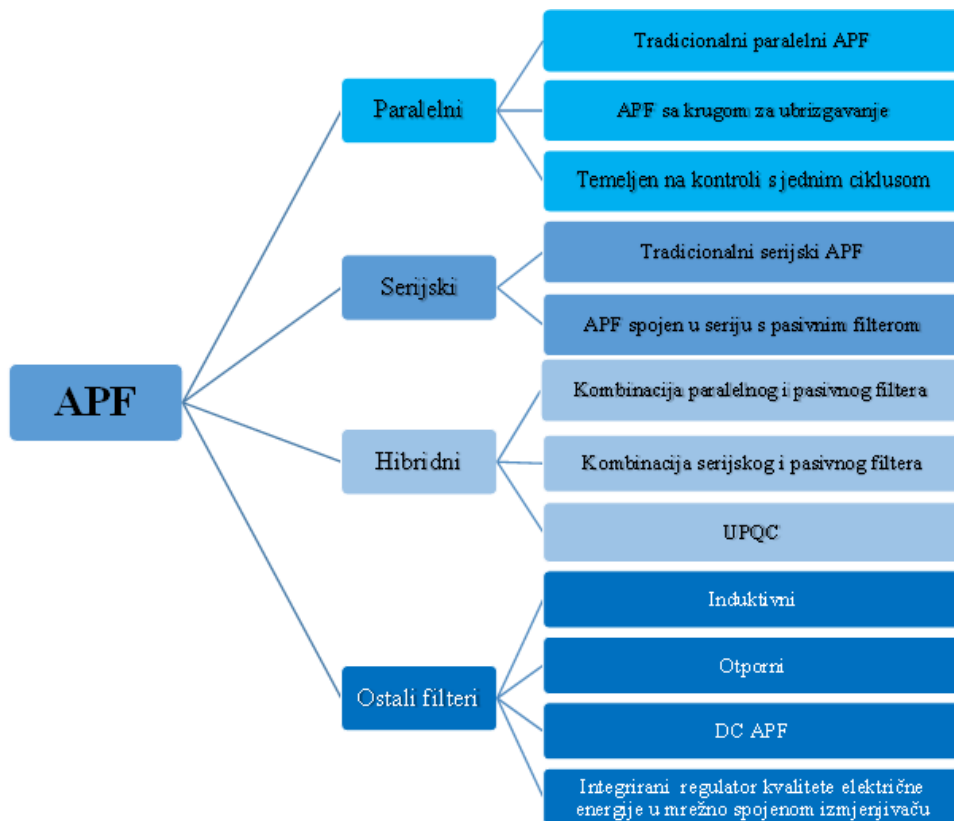 APF
Paralelni
Tradicionalni paralelni APF
APF sa krugom za ubrizgavanje
Temeljen na kontroli s jednim ciklusom
Serijski
Tradicionalni serijski APF
APF spojen u seriju s pasivnim filterom
Hibridni
Kombinacija paralelnog i pasivnog filtera
Kombinacija serijskog i pasivnog filtera
UPQC
Ostali filteri
Induktivni
Otporni
DC APF
Integrirani regulator kvalitete električne
energije u mrežno spojenom izmjenjivaču